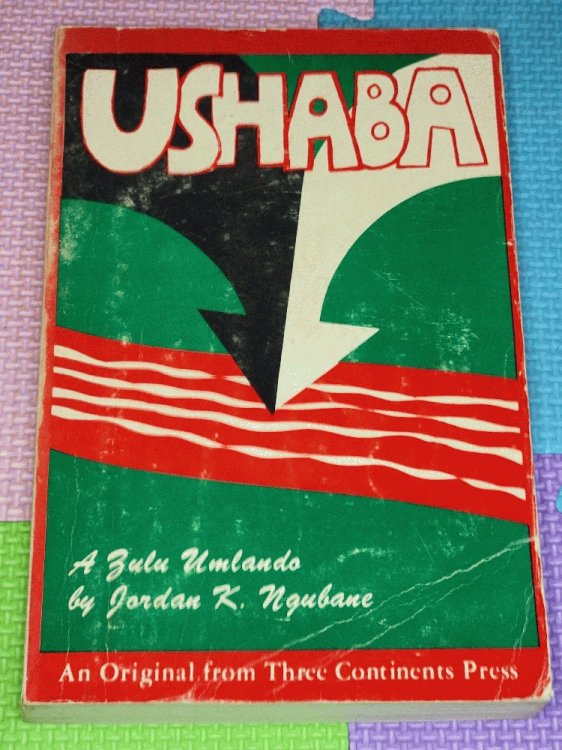 USHABA
A Zulu Umlando
by Jordan K. Ngubane
An Original from Three Continents Press